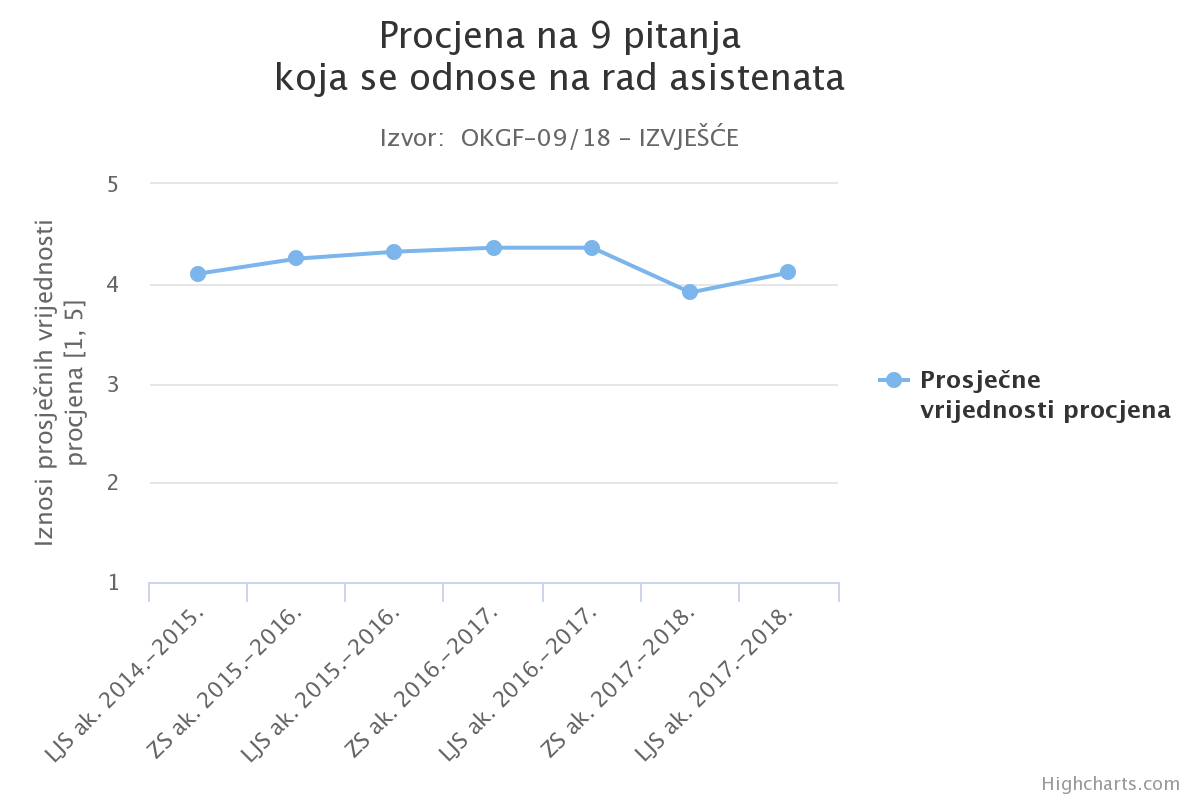 Procjena na 9 pitanja
koja se odnose na rad asistenata
Izvor:  OKGF-09/18 - IZVJEŠĆE
Iznosi prosječnih vrijednosti
procjena [1, 5]
5
4
3
2
1
LJS ak. 2014.-2015.
ZS ak. 2015.-2016.
LJS ak. 2015.-2016.
ZS ak. 2016.-2017.
LJS ak. 2016.-2017.
ZS ak. 2017.-2018.
LJS ak. 2017.-2018.
Prosječne
vrijednosti procjena
Highcharts.com